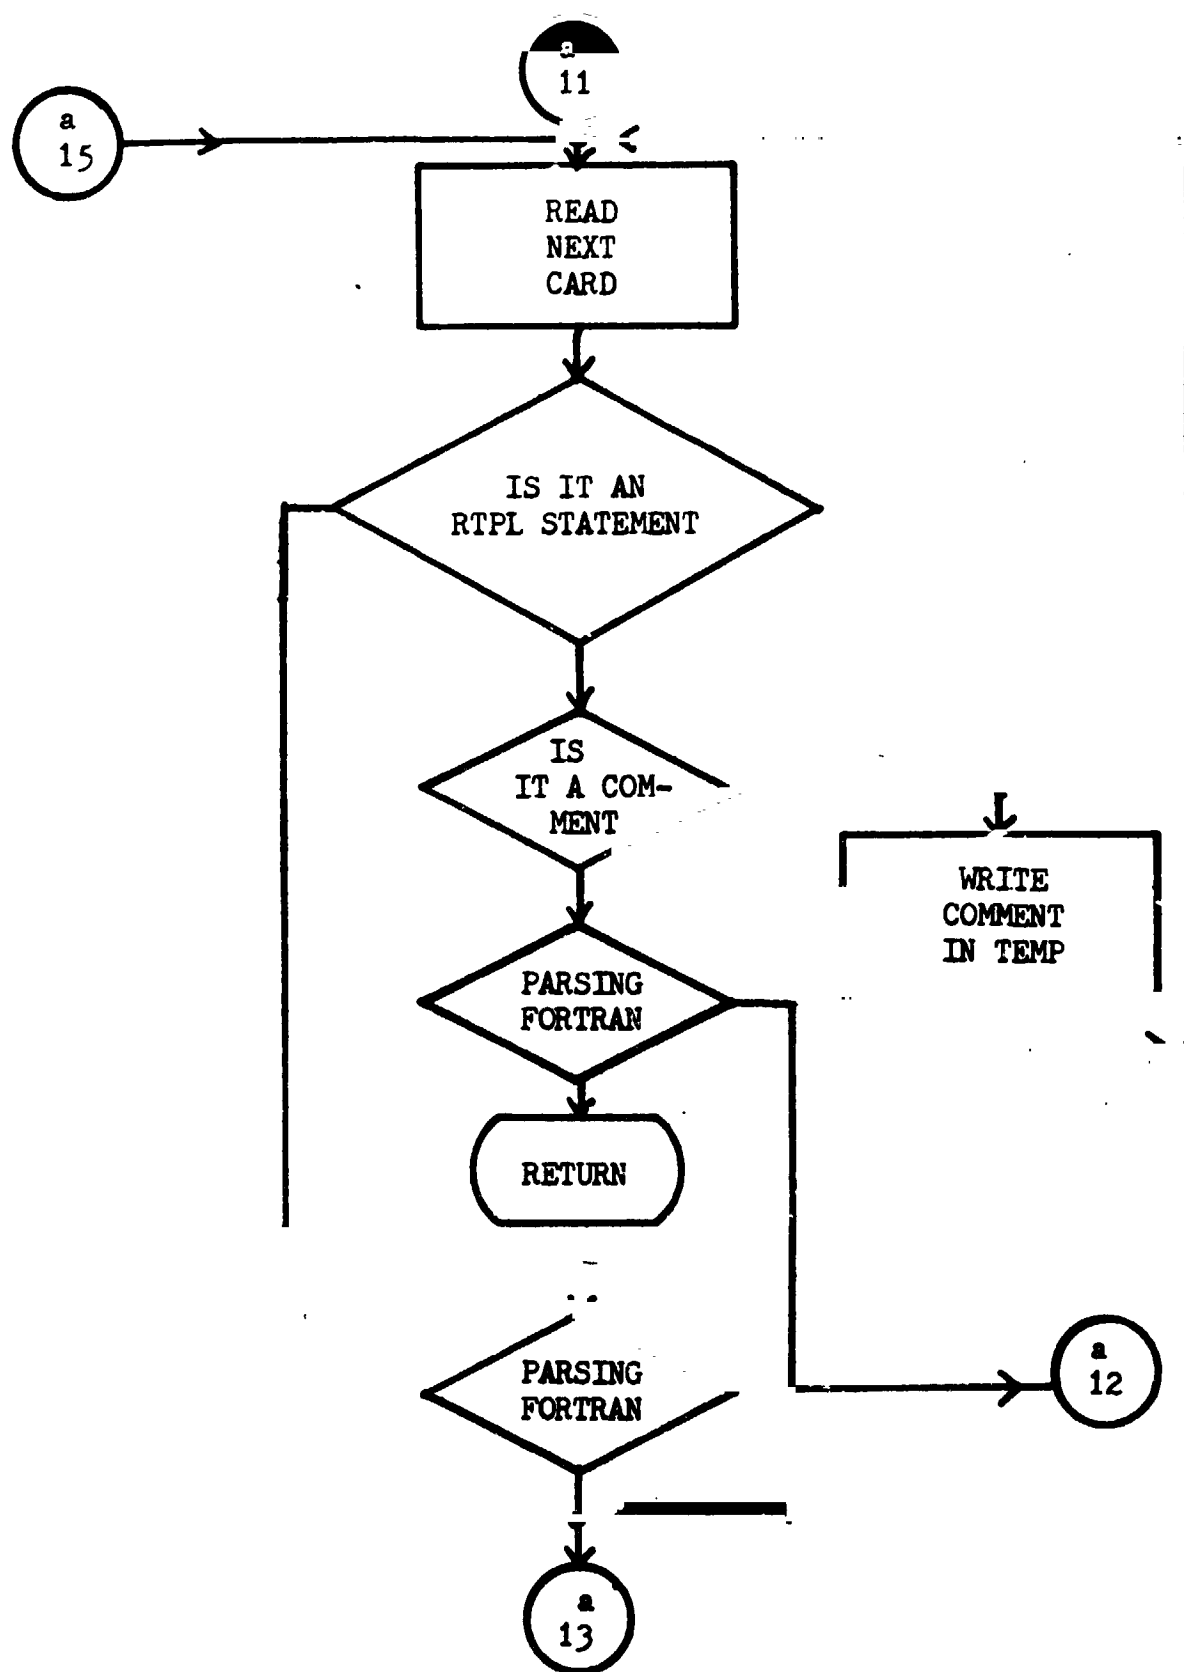 a
11
a
15
READ
NEXT
CARD
IS IT AN
RTPL STATEMENT
IS
IT A COM-
MENT
WRITE
COMMENT
IN TEMP
PARSING
FORTRAN
RETURN
PARSING
FORTRAN
a
12
a
13